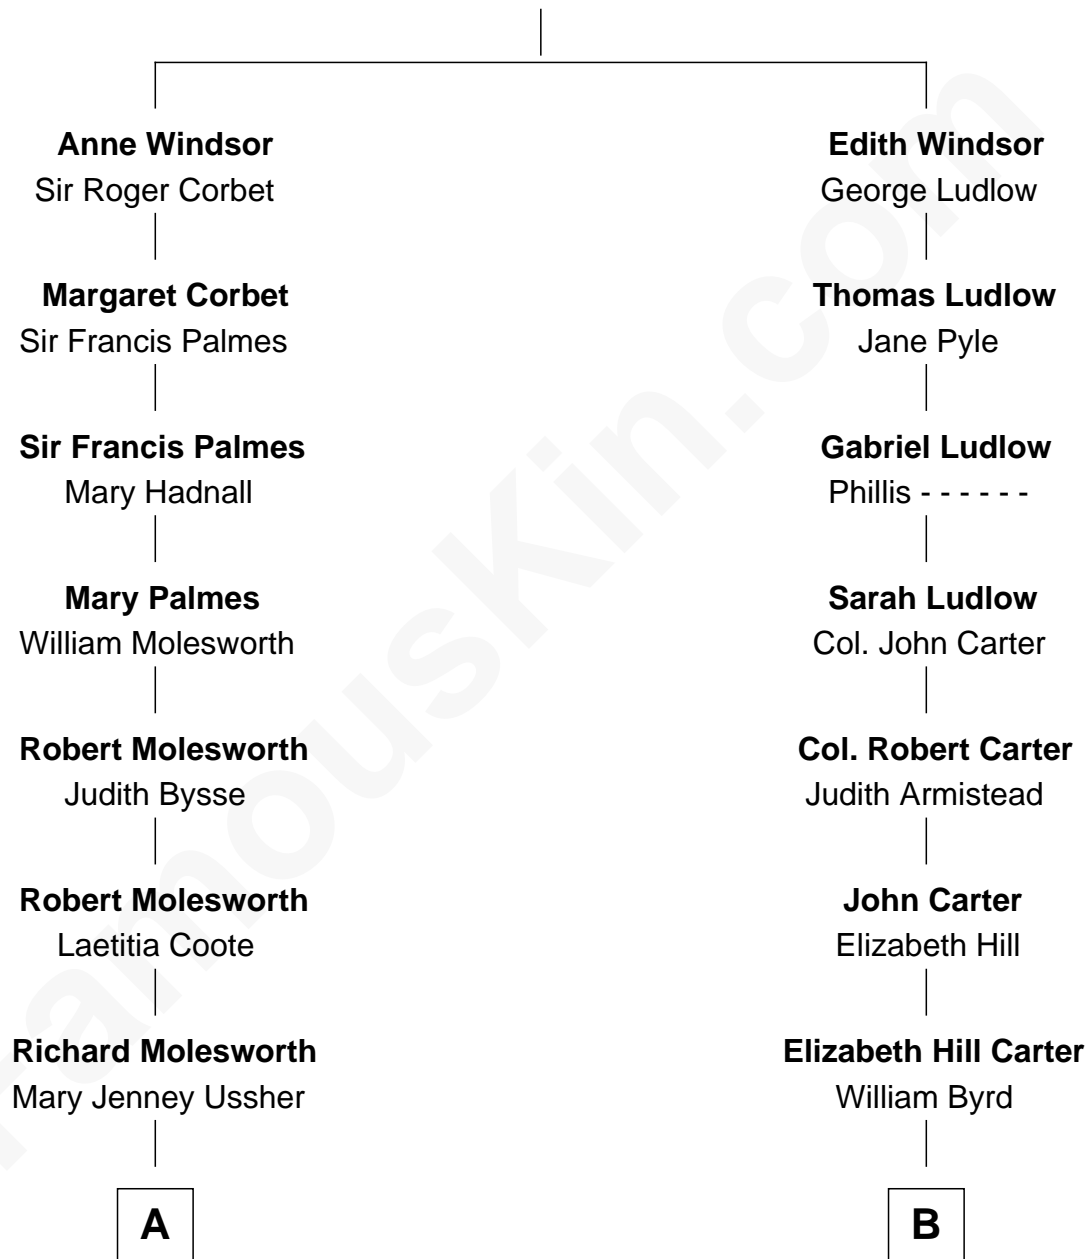 Anne Windsor
Sir Roger Corbet
Margaret Corbet
Sir Francis Palmes
Sir Francis Palmes
Mary Hadnall
Mary Palmes
William Molesworth
Robert Molesworth
Judith Bysse
Robert Molesworth
Laetitia Coote
Richard Molesworth
Mary Jenney Ussher
A
Edith Windsor
George Ludlow
Thomas Ludlow
Jane Pyle
Gabriel Ludlow
Phillis - - - - - -
Sarah Ludlow
Col. John Carter
Col. Robert Carter
Judith Armistead
John Carter
Elizabeth Hill
Elizabeth Hill Carter
William Byrd
B
FamousKin.com